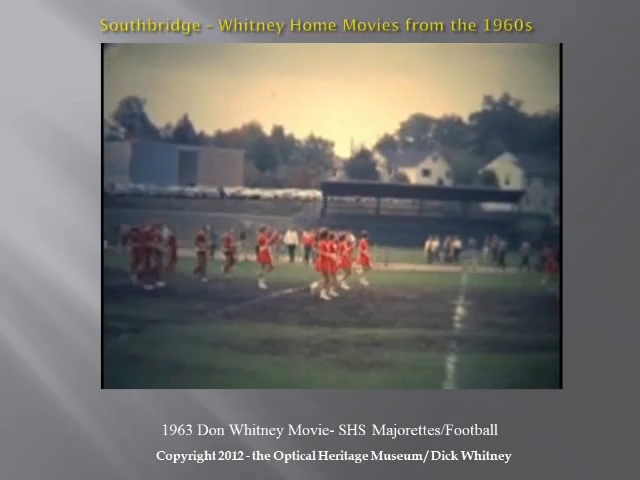 Southbridge - Whitney Home Movies from the 1960s
1963 Don Whitney Movie- SHS Majorettes/Football
Copyright 2012 - the Optical Heritage Museum / Dick Whitney